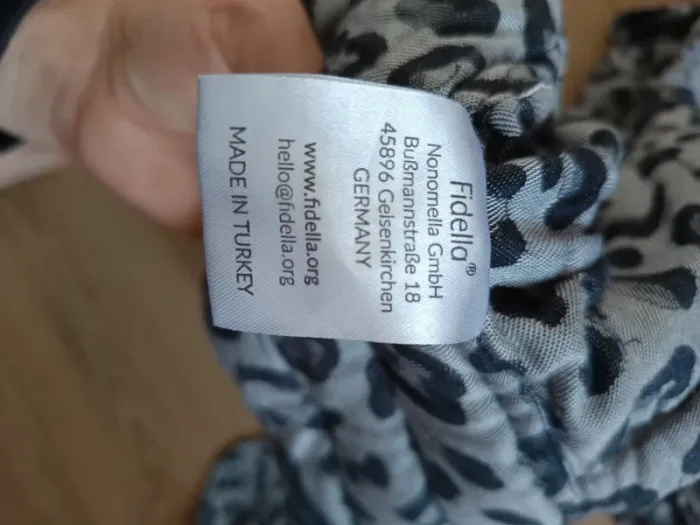 Fidella®
Nonomella GmbH
Bußmannstraße 18
45896 Gelsenkirchen
GERMANY
www.fidella.org
hello@fidella.org
MADE IN TURKEY